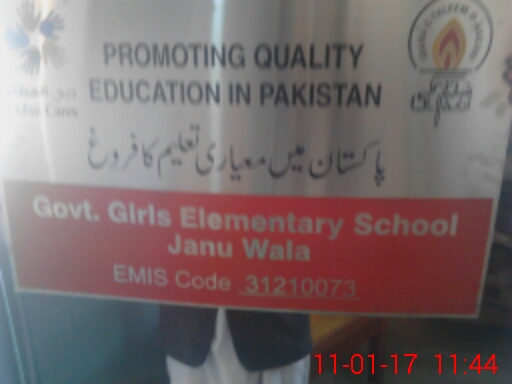 PROMOTING QUALITY
EDUCATION IN PAKISTAN
پاکستان میں معیاری تعلیم کا فروغ
Govt. Girls Elementary School
Janu Wala
EMIS Code 31210073
11-01-17 11:44